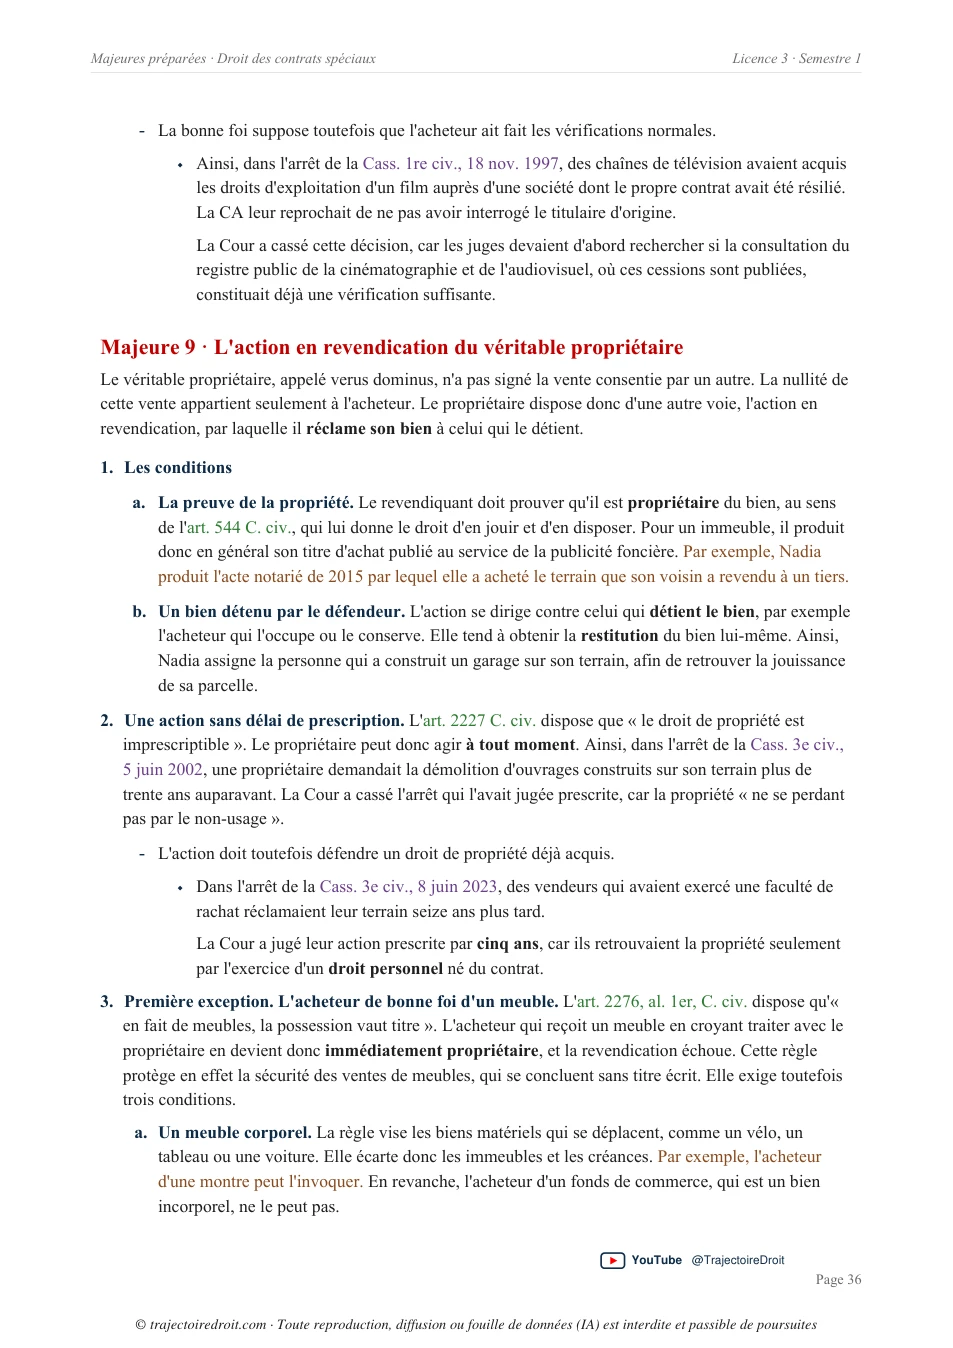 Majeures préparées · Droit des contrats spéciaux
Licence 3 · Semestre 1
- La bonne foi suppose toutefois que l'acheteur ait fait les vérifications normales.
• Ainsi, dans l'arrêt de la Cass. 1re civ., 18 nov. 1997, des chaînes de télévision avaient acquis
les droits d'exploitation d'un film auprès d'une société dont le propre contrat avait été résilié.
La CA leur reprochait de ne pas avoir interrogé le titulaire d'origine.
La Cour a cassé cette décision, car les juges devaient d'abord rechercher si la consultation du
registre public de la cinématographie et de l'audiovisuel, où ces cessions sont publiées,
constituait déjà une vérification suffisante.
Majeure 9 · L'action en revendication du véritable propriétaire
Le véritable propriétaire, appelé verus dominus, n'a pas signé la vente consentie par un autre. La nullité de
cette vente appartient seulement à l'acheteur. Le propriétaire dispose donc d'une autre voie, l'action en
revendication, par laquelle il réclame son bien à celui qui le détient.
1. Les conditions
a. La preuve de la propriété. Le revendiquant doit prouver qu'il est propriétaire du bien, au sens
de l'art. 544 C. civ., qui lui donne le droit d'en jouir et d'en disposer. Pour un immeuble, il produit
donc en général son titre d'achat publié au service de la publicité foncière. Par exemple, Nadia
produit l'acte notarié de 2015 par lequel elle a acheté le terrain que son voisin a revendu à un tiers.
b. Un bien détenu par le défendeur. L'action se dirige contre celui qui détient le bien, par exemple
l'acheteur qui l'occupe ou le conserve. Elle tend à obtenir la restitution du bien lui-même. Ainsi,
Nadia assigne la personne qui a construit un garage sur son terrain, afin de retrouver la jouissance
de sa parcelle.
2. Une action sans délai de prescription. L'art. 2227 C. civ. dispose que « le droit de propriété est
imprescriptible ». Le propriétaire peut donc agir à tout moment. Ainsi, dans l'arrêt de la Cass. 3e civ.,
5 juin 2002, une propriétaire demandait la démolition d'ouvrages construits sur son terrain plus de
trente ans auparavant. La Cour a cassé l'arrêt qui l'avait jugée prescrite, car la propriété « ne se perdant
pas par le non-usage ».
- L'action doit toutefois défendre un droit de propriété déjà acquis.
• Dans l'arrêt de la Cass. 3e civ., 8 juin 2023, des vendeurs qui avaient exercé une faculté de
rachat réclamaient leur terrain seize ans plus tard.
La Cour a jugé leur action prescrite par cinq ans, car ils retrouvaient la propriété seulement
par l'exercice d'un droit personnel né du contrat.
3. Première exception. L'acheteur de bonne foi d'un meuble. L'art. 2276, al. 1er, C. civ. dispose qu'«
en fait de meubles, la possession vaut titre ». L'acheteur qui reçoit un meuble en croyant traiter avec le
propriétaire en devient donc immédiatement propriétaire, et la revendication échoue. Cette règle
protège en effet la sécurité des ventes de meubles, qui se concluent sans titre écrit. Elle exige toutefois
trois conditions.
a. Un meuble corporel. La règle vise les biens matériels qui se déplacent, comme un vélo, un
tableau ou une voiture. Elle écarte donc les immeubles et les créances. Par exemple, l'acheteur
d'une montre peut l'invoquer. En revanche, l'acheteur d'un fonds de commerce, qui est un bien
incorporel, ne le peut pas.
YouTube @TrajectoireDroit
Page 36
© trajectoiredroit.com · Toute reproduction, diffusion ou fouille de données (IA) est interdite et passible de poursuites